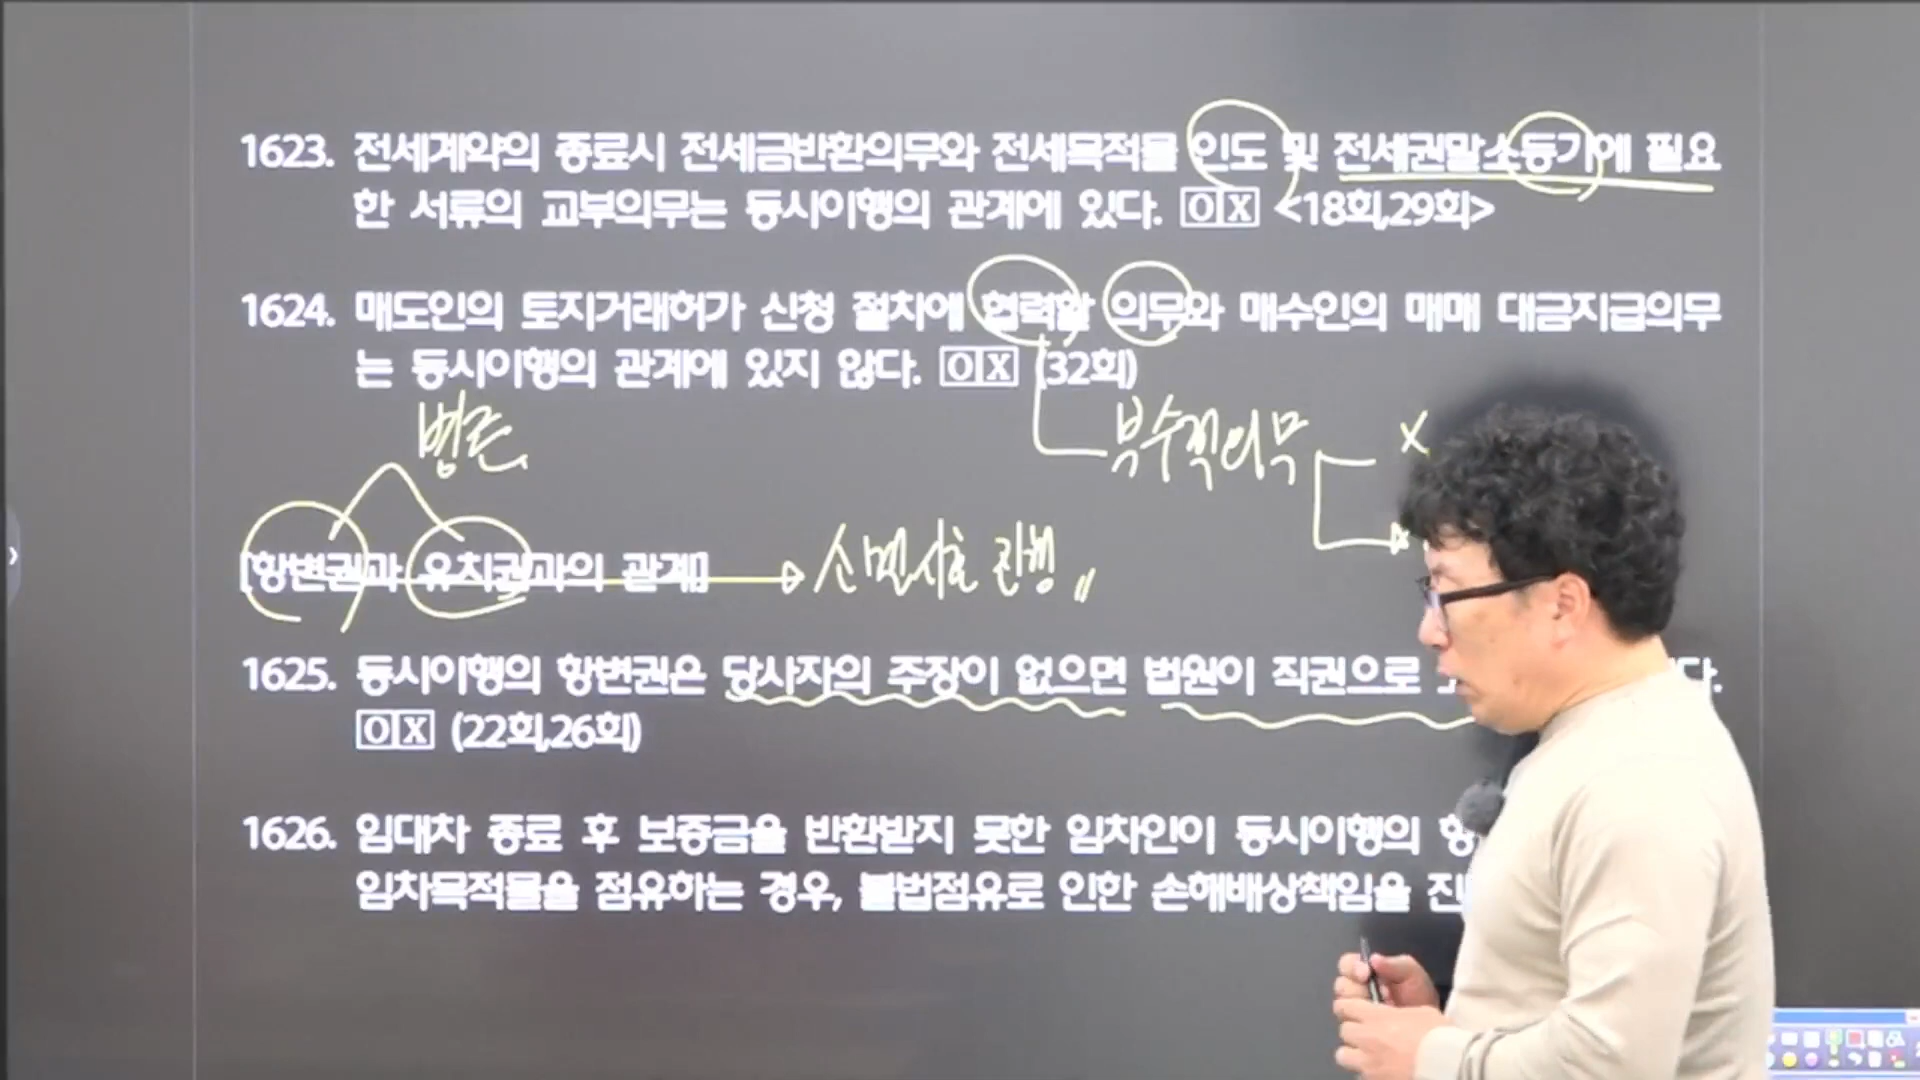 1623. 전세계약의 종료시 전세금반환의무와 전세목적물 인도 및 전세권말소등기에 필요
한 서류의 교부의무는 동시이행의 관계에 있다. O X <18회,29회>
1624. 매도인의 토지거래허가 신청 절차에 협력할 의무와 매수인의 매매 대금지급의무
는 동시이행의 관계에 있지 않다. O X (32회)
병존
부수적의무 X
[항변권과 유치권과의 관계] 소멸시효 진행
1625. 동시이행의 항변권은 당사자의 주장이 없으면 법원이 직권으로 다.
O X (22회,26회)
1626. 임대차 종료 후 보증금을 반환받지 못한 임차인이 동시이행의
임차목적물을 점유하는 경우, 불법점유로 인한 손해배상책임을